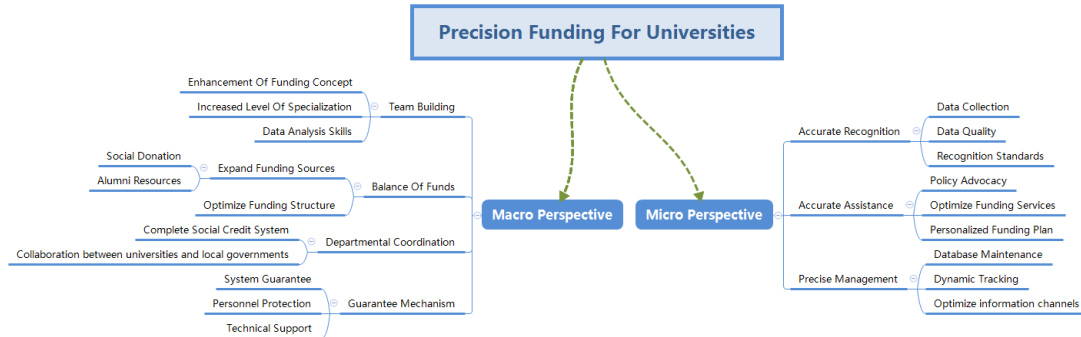 Precision Funding For Universities
Enhancement Of Funding Concept
Increased Level Of Specialization
Data Analysis Skills
Team Building
Social Donation
Alumni Resources
Expand Funding Sources
Optimize Funding Structure
Balance Of Funds
Complete Social Credit System
Collaboration between universities and local governments
Departmental Coordination
System Guarantee
Personnel Protection
Technical Support
Guarantee Mechanism
Macro Perspective
Micro Perspective
Accurate Recognition
Data Collection
Data Quality
Recognition Standards
Accurate Assistance
Policy Advocacy
Optimize Funding Services
Personalized Funding Plan
Precise Management
Database Maintenance
Dynamic Tracking
Optimize information channels